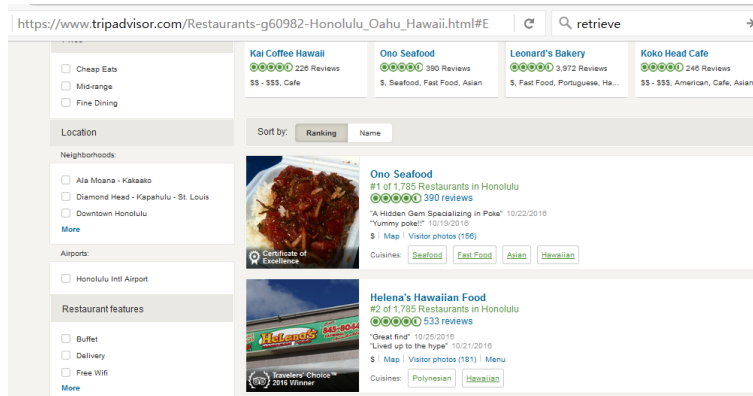 https://www.tripadvisor.com/Restaurants-g60982-Honolulu_Oahu_Hawaii.html#E
retrieve
Cheap Eats
Mid-range
Fine Dining
Location
Neighborhoods:
Ala Moana - Kakaako
Diamond Head - Kapahulu - St. Louis
Downtown Honolulu
More
Airports:
Honolulu Intl Airport
Restaurant features
Buffet
Delivery
Free Wifi
More
Kai Coffee Hawaii
226 Reviews
$$ - $$$, Cafe
Ono Seafood
390 Reviews
$, Seafood, Fast Food, Asian
Leonard's Bakery
3,972 Reviews
$, Fast Food, Portuguese, Ha...
Koko Head Cafe
246 Reviews
$$ - $$$, American, Cafe, Asian
Sort by: Ranking Name
Certificate of
Excellence
Ono Seafood
#1 of 1,785 Restaurants in Honolulu
390 reviews
"A Hidden Gem Specializing in Poke" 10/22/2016
"Yummy poke!!" 10/19/2016
$ | Map | Visitor photos (156)
Cuisines: Seafood Fast Food Asian Hawaiian
845-8044
Helena's
Travelers' Choice™
2016 Winner
Helena's Hawaiian Food
#2 of 1,785 Restaurants in Honolulu
533 reviews
"Great find" 10/25/2016
"Lived up to the hype" 10/21/2016
$ | Map | Visitor photos (181) | Menu
Cuisines: Polynesian Hawaiian